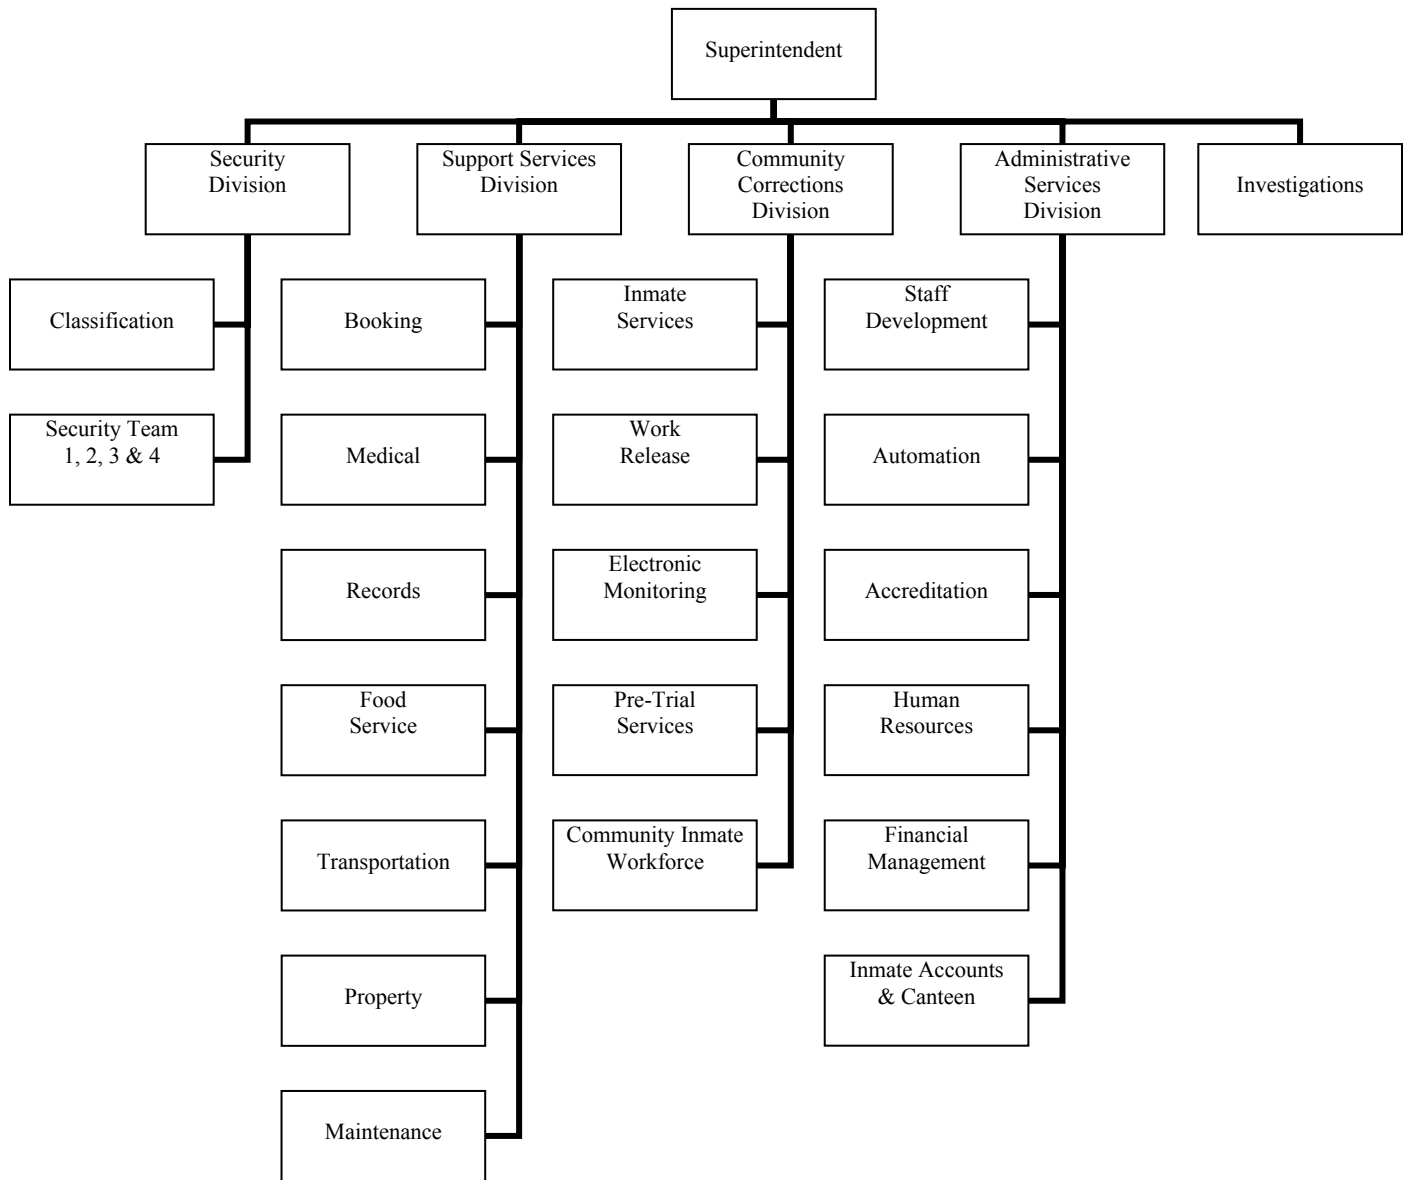 Superintendent
Security
Division
Support Services
Division
Community
Corrections
Division
Administrative
Services
Division
Investigations
Classification
Booking
Inmate
Services
Staff
Development
Security Team
1, 2, 3 & 4
Medical
Work
Release
Automation
Records
Electronic
Monitoring
Accreditation
Food
Service
Pre-Trial
Services
Human
Resources
Transportation
Community Inmate
Workforce
Financial
Management
Property
Inmate Accounts
& Canteen
Maintenance